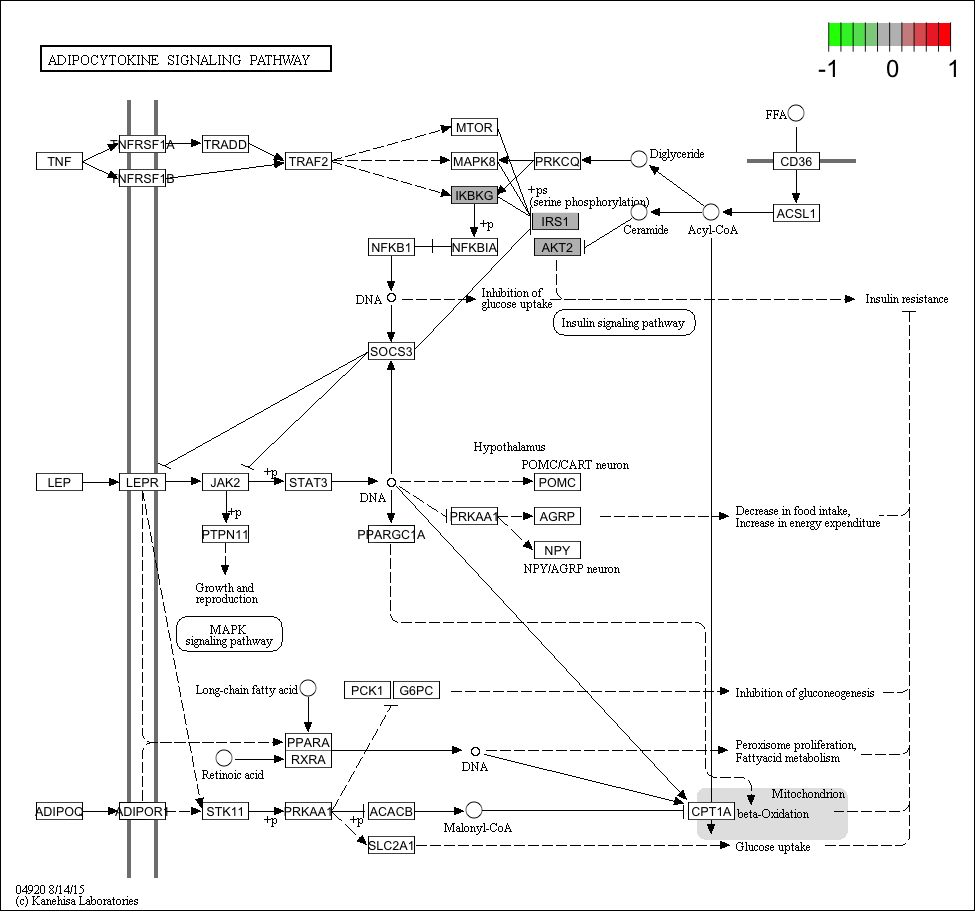 ADIPOCYTOKINE SIGNALING PATHWAY
-1 0 1
FFA
MTOR
TNFRSF1A
TRADD
Diglyceride
TNF
TRAF2
MAPK8
PRKCQ
CD36
TNFRSF1B
IKBKG
+ps
(serine phosphorylation)
IRS1
ACSL1
+p
Ceramide
Acyl-CoA
NFKB1
NFKBIA
AKT2
DNA
Inhibition of
glucose uptake
Insulin resistance
Insulin signaling pathway
SOCS3
Hypothalamus
POMC/CART neuron
+p
LEP
LEPR
JAK2
STAT3
POMC
DNA
+p
PRKAA1
AGRP
Decrease in food intake,
Increase in energy expenditure
PTPN11
PPARGC1A
NPY
NPY/AGRP neuron
Growth and
reproduction
MAPK
signaling pathway
Long-chain fatty acid
PCK1
G6PC
Inhibition of gluconeogenesis
PPARA
RXRA
Retinoic acid
DNA
Peroxisome proliferation,
Fattyacid metabolism
Mitochondrion
ADIPOQ
ADIPOR1
STK11
PRKAA1
ACACB
CPT1A
beta-Oxidation
+p
+p
Malonyl-CoA
SLC2A1
Glucose uptake
04920 8/14/15
(c) Kanehisa Laboratories